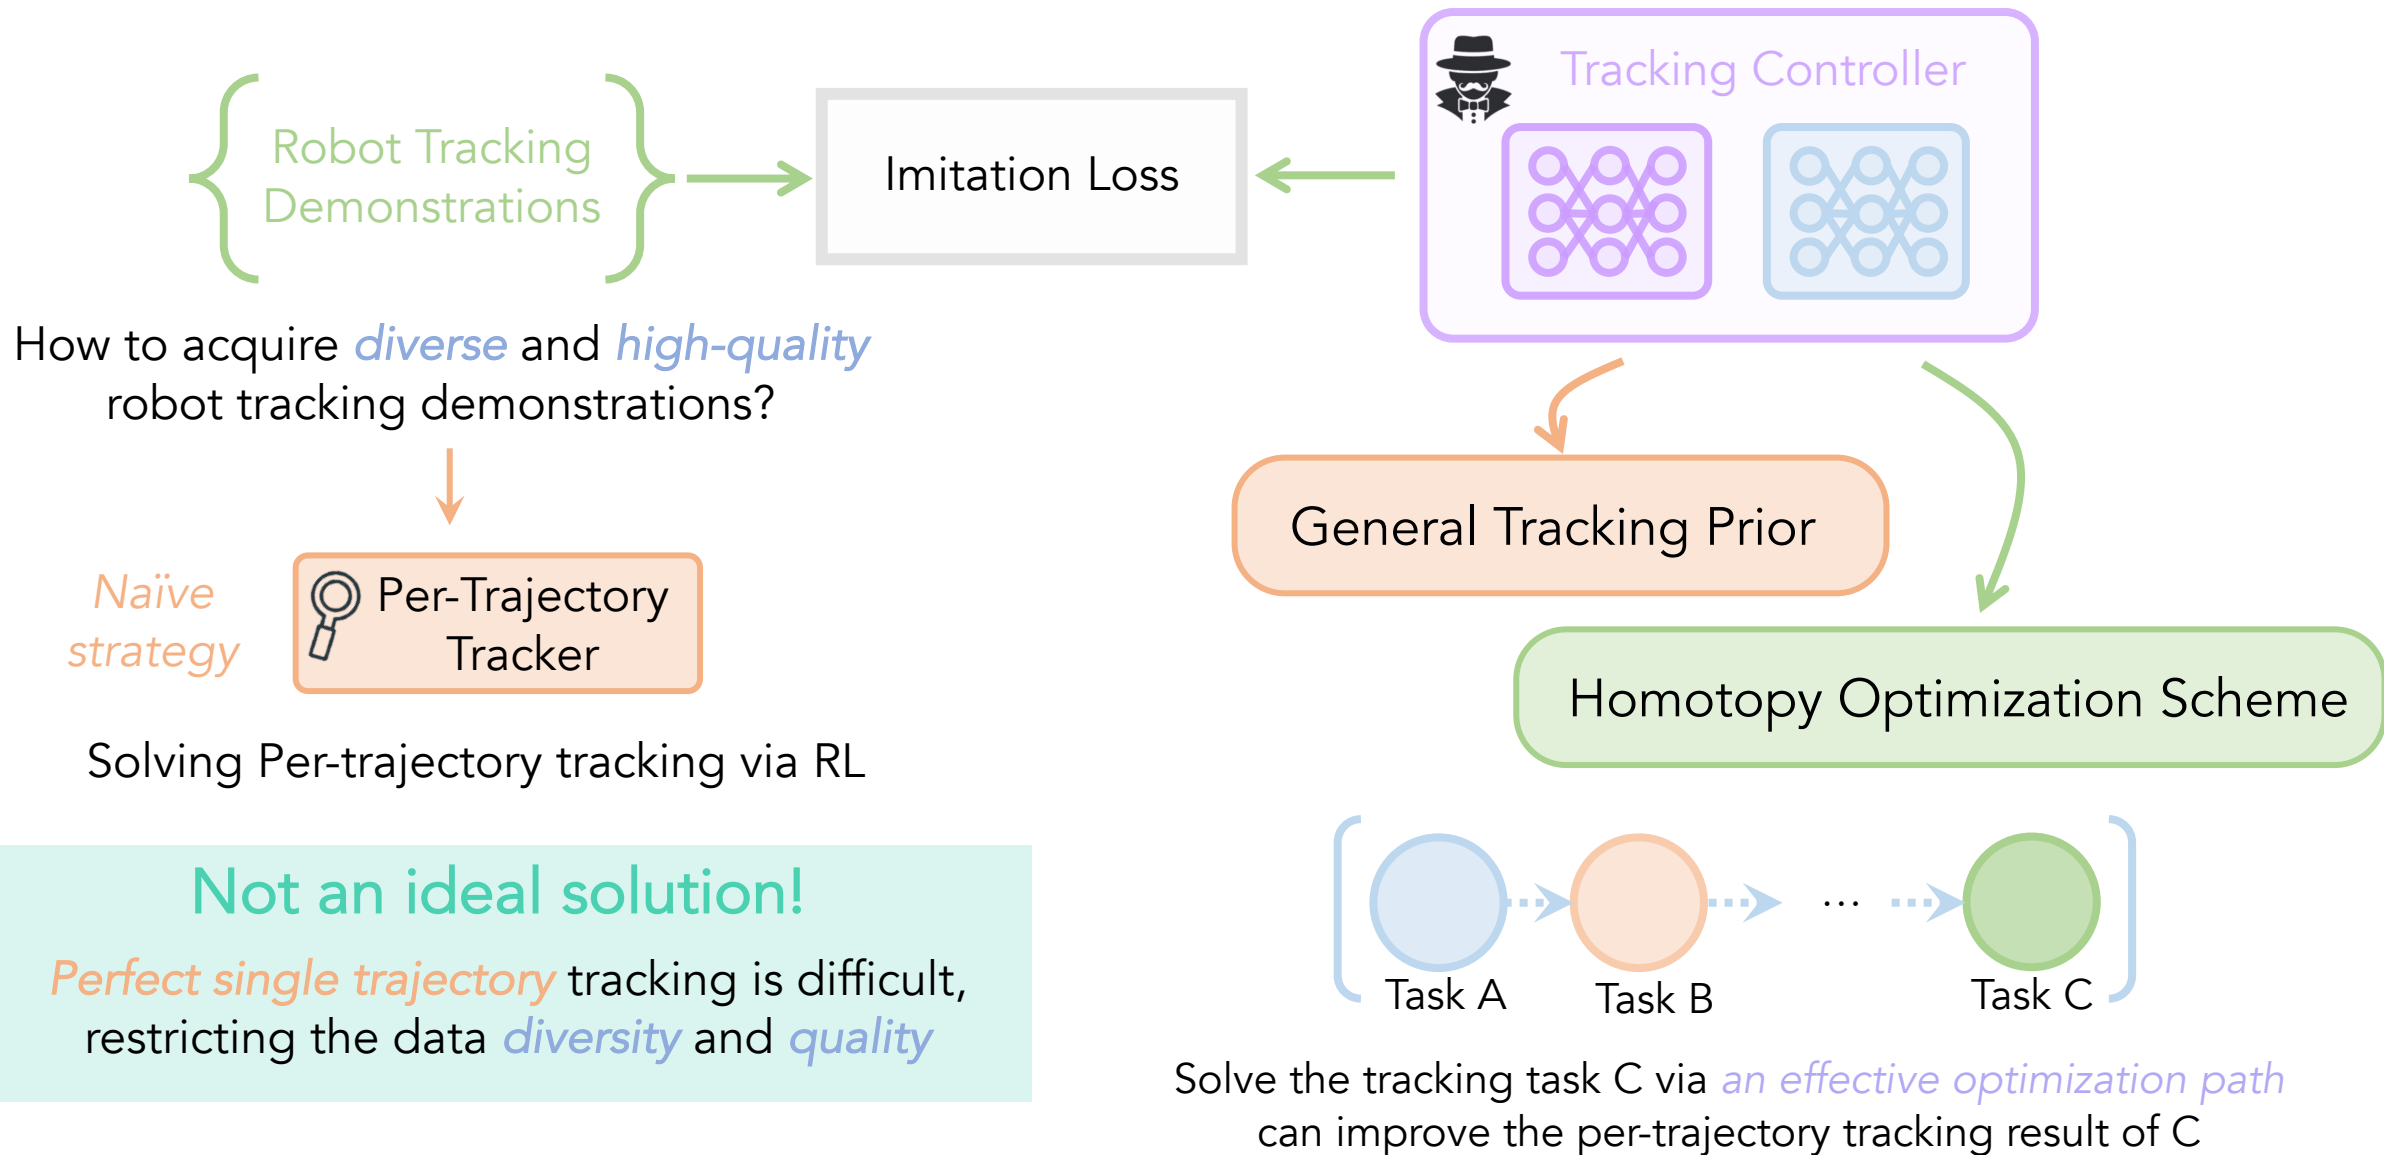 Robot Tracking
Demonstrations
Imitation Loss
Tracking Controller
How to acquire diverse and high-quality
robot tracking demonstrations?
General Tracking Prior
Naïve
strategy
Per-Trajectory
Tracker
Homotopy Optimization Scheme
Solving Per-trajectory tracking via RL
Not an ideal solution!
Perfect single trajectory tracking is difficult,
restricting the data diversity and quality
...
Task A
Task B
Task C
Solve the tracking task C via an effective optimization path
can improve the per-trajectory tracking result of C